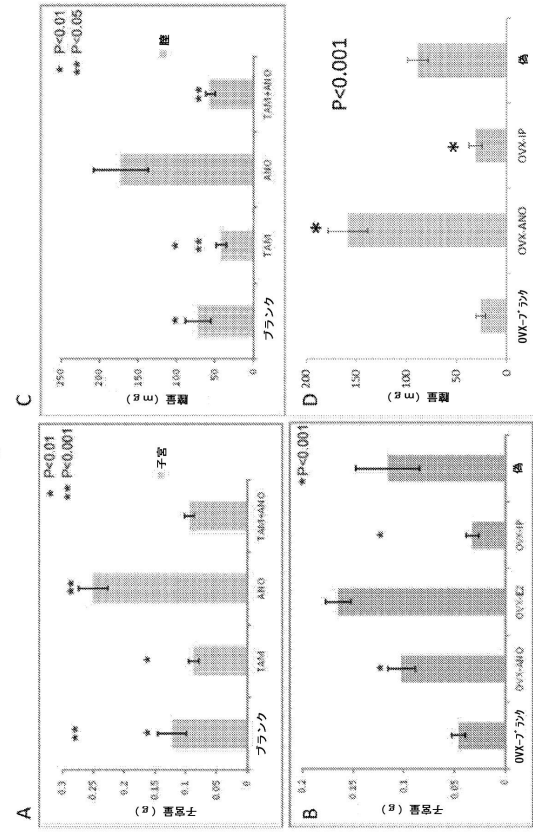 A
* P<0.01
** P<0.001
子宮
子宮量 (g)
0.3
0.25
0.2
0.15
0.1
0.05
0
** *
*
**
ブランク
TAM
ANO
TAM+ANO
B
*P<0.001
子宮量 (g)
0.2
0.15
0.1
0.05
0
*
*
OVX-ブランク
OVX-ANO
OVX-E2
OVX-IP
偽
C
* P<0.01
** P<0.05
膣
膣量 (mg)
250
200
150
100
50
0
*
** *
**
ブランク
TAM
ANO
TAM+ANO
D
P<0.001
膣量 (mg)
200
150
100
50
0
*
*
OVX-ブランク
OVX-ANO
OVX-IP
偽